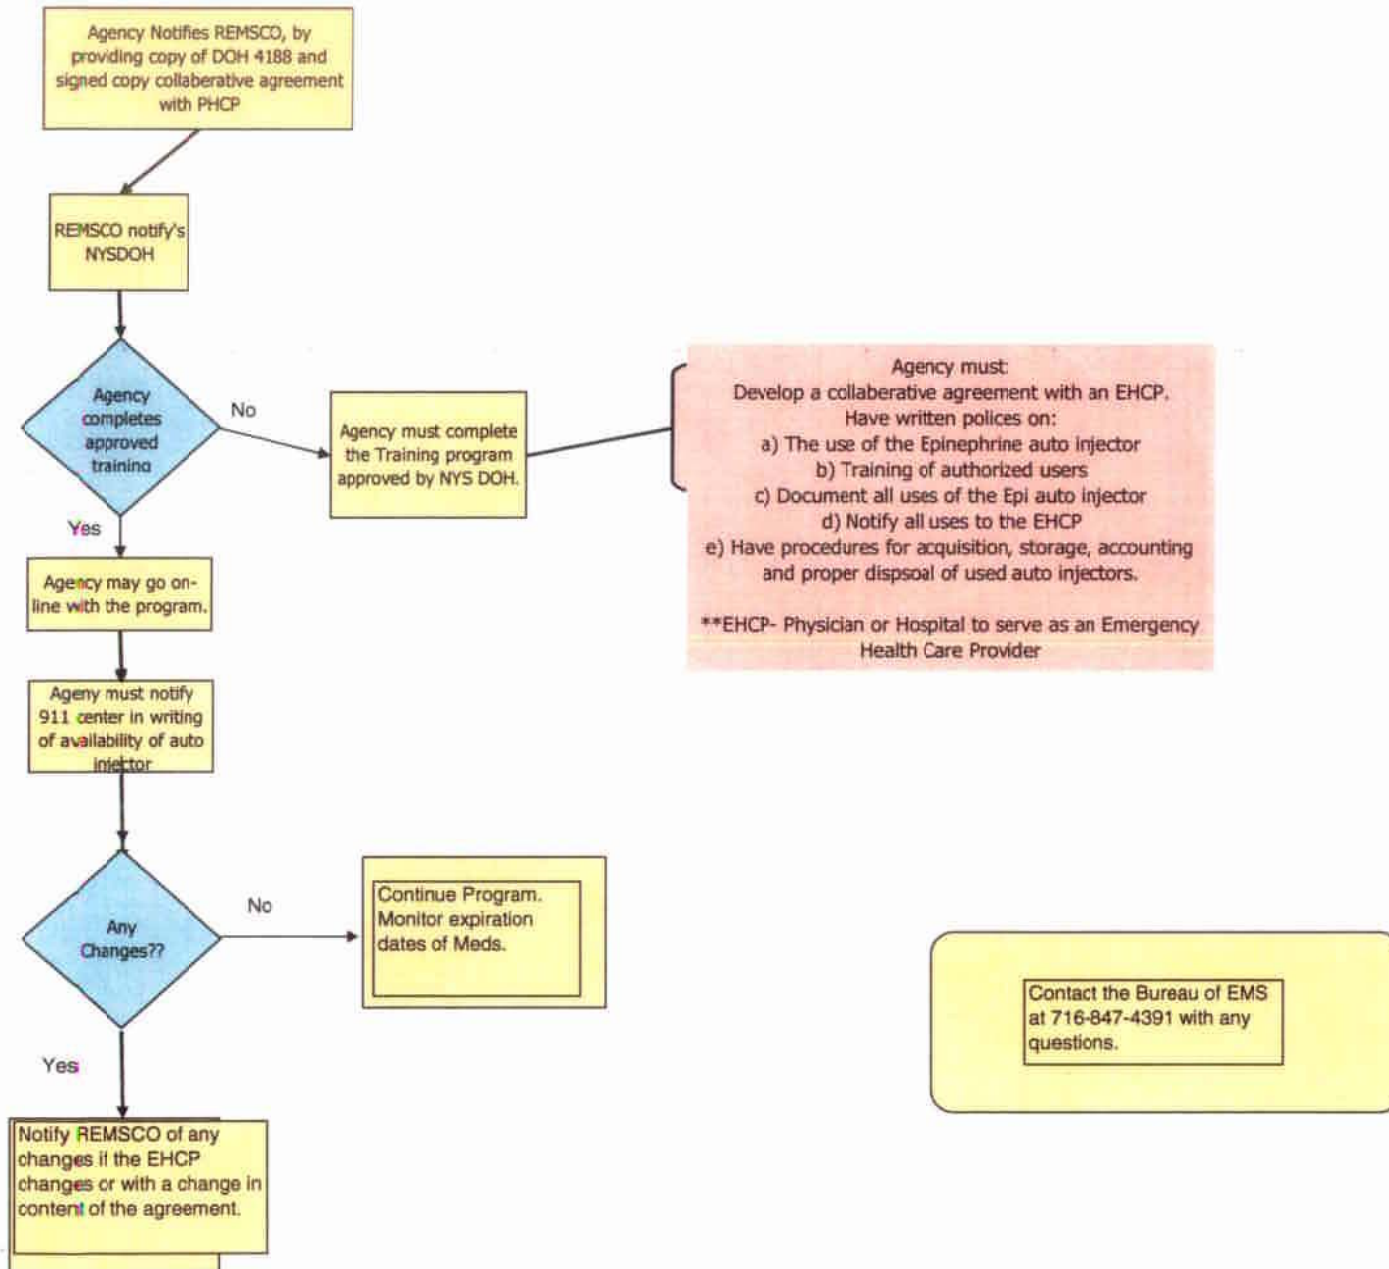 Agency Notifies REMSCO, by
providing copy of DOH 4188 and
signed copy collaberative agreement
with PHCP
REMSCO notify's
NYSDOH
Agency
completes
approved
training
No
Agency must complete
the Training program
approved by NYS DOH.
Agency must:
Develop a collaberative agreement with an EHCP.
Have written polices on:
a) The use of the Epinephrine auto injector
b) Training of authorized users
c) Document all uses of the Epi auto injector
d) Notify all uses to the EHCP
e) Have procedures for acquisition, storage, accounting
and proper dispsoal of used auto injectors.
**EHCP- Physician or Hospital to serve as an Emergency
Health Care Provider
Yes
Agency may go on-
line with the program.
Ageny must notify
911 center in writing
of availability of auto
injector
Any
Changes??
No
Continue Program.
Monitor expiration
dates of Meds.
Contact the Bureau of EMS
at 716-847-4391 with any
questions.
Yes
Notify REMSCO of any
changes if the EHCP
changes or with a change in
content of the agreement.